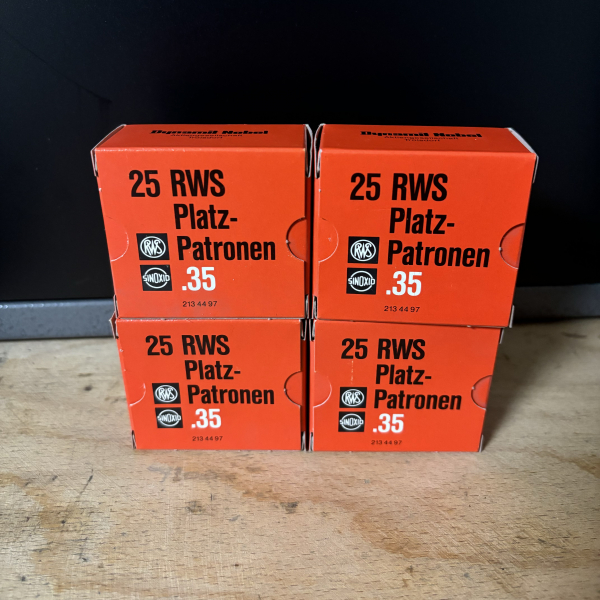 Dynamit Nobel
Dynamit Nobel
25 RWS
Platz-
Patronen
.35
RWS
SINOXID
213 44 97
25 RWS
Platz-
Patronen
.35
RWS
SINOXID
213 44 97
25 RWS
Platz-
Patronen
.35
RWS
SINOXID
213 44 97
25 RWS
Platz-
Patronen
.35
RWS
SINOXID
213 44 97